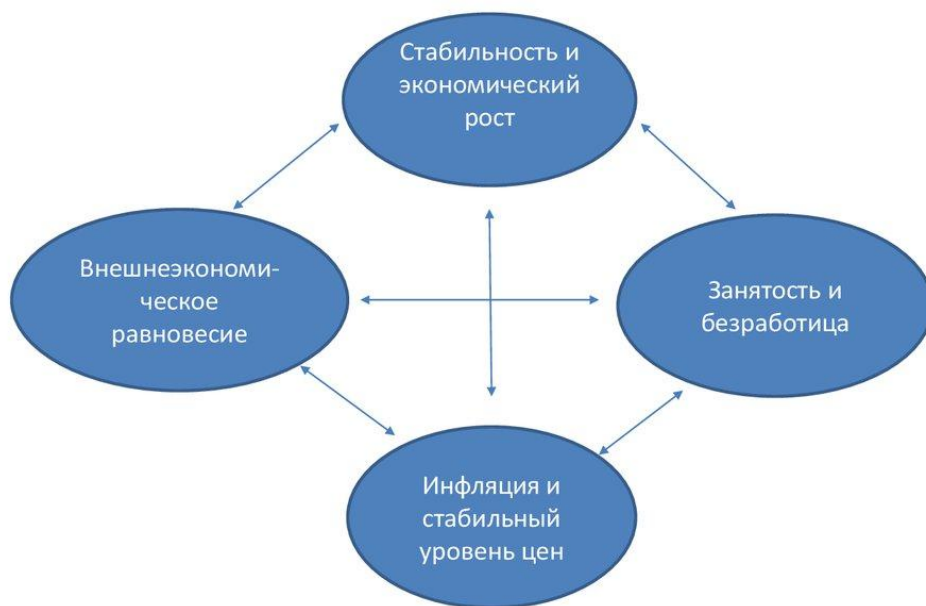 Стабильность и
экономический
рост
Внешнеэкономи-
ческое
равновесие
Занятость и
безработица
Инфляция и
стабильный
уровень цен